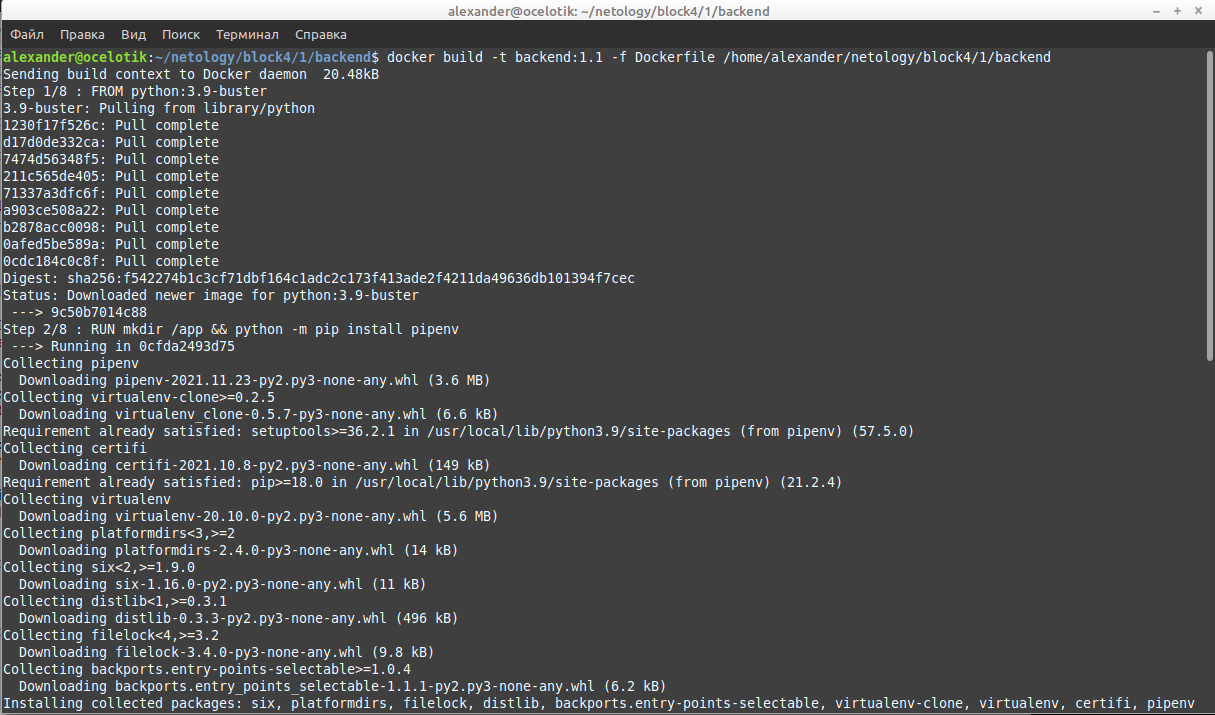 alexander@ocelotik: ~/netology/block4/1/backend
Файл Правка Вид Поиск Терминал Справка
alexander@ocelotik:~/netology/block4/1/backend$ docker build -t backend:1.1 -f Dockerfile /home/alexander/netology/block4/1/backend
Sending build context to Docker daemon  20.48kB
Step 1/8 : FROM python:3.9-buster
3.9-buster: Pulling from library/python
1230f17f526c: Pull complete
d17d0de332ca: Pull complete
7474d56348f5: Pull complete
211c565de405: Pull complete
71337a3dfc6f: Pull complete
a903ce508a22: Pull complete
b2878acc0098: Pull complete
0afed5be589a: Pull complete
0cdc184c0c8f: Pull complete
Digest: sha256:f542274b1c3cf71dbf164c1adc2c173f413ade2f4211da49636db101394f7cec
Status: Downloaded newer image for python:3.9-buster
 ---> 9c50b7014c88
Step 2/8 : RUN mkdir /app && python -m pip install pipenv
 ---> Running in 0cfda2493d75
Collecting pipenv
  Downloading pipenv-2021.11.23-py2.py3-none-any.whl (3.6 MB)
Collecting virtualenv-clone>=0.2.5
  Downloading virtualenv_clone-0.5.7-py3-none-any.whl (6.6 kB)
Requirement already satisfied: setuptools>=36.2.1 in /usr/local/lib/python3.9/site-packages (from pipenv) (57.5.0)
Collecting certifi
  Downloading certifi-2021.10.8-py2.py3-none-any.whl (149 kB)
Requirement already satisfied: pip>=18.0 in /usr/local/lib/python3.9/site-packages (from pipenv) (21.2.4)
Collecting virtualenv
  Downloading virtualenv-20.10.0-py2.py3-none-any.whl (5.6 MB)
Collecting platformdirs<3,>=2
  Downloading platformdirs-2.4.0-py3-none-any.whl (14 kB)
Collecting six<2,>=1.9.0
  Downloading six-1.16.0-py2.py3-none-any.whl (11 kB)
Collecting distlib<1,>=0.3.1
  Downloading distlib-0.3.3-py2.py3-none-any.whl (496 kB)
Collecting filelock<4,>=3.2
  Downloading filelock-3.4.0-py3-none-any.whl (9.8 kB)
Collecting backports.entry-points-selectable>=1.0.4
  Downloading backports.entry_points_selectable-1.1.1-py2.py3-none-any.whl (6.2 kB)
Installing collected packages: six, platformdirs, filelock, distlib, backports.entry-points-selectable, virtualenv-clone, virtualenv, certifi, pipenv